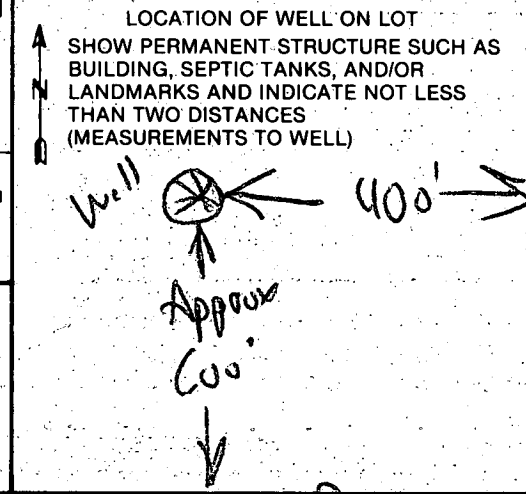 LOCATION OF WELL ON LOT
SHOW PERMANENT STRUCTURE SUCH AS
BUILDING, SEPTIC TANKS, AND/OR
N LANDMARKS AND INDICATE NOT LESS
THAN TWO DISTANCES
(MEASUREMENTS TO WELL)
Well 400'
Approx
600'